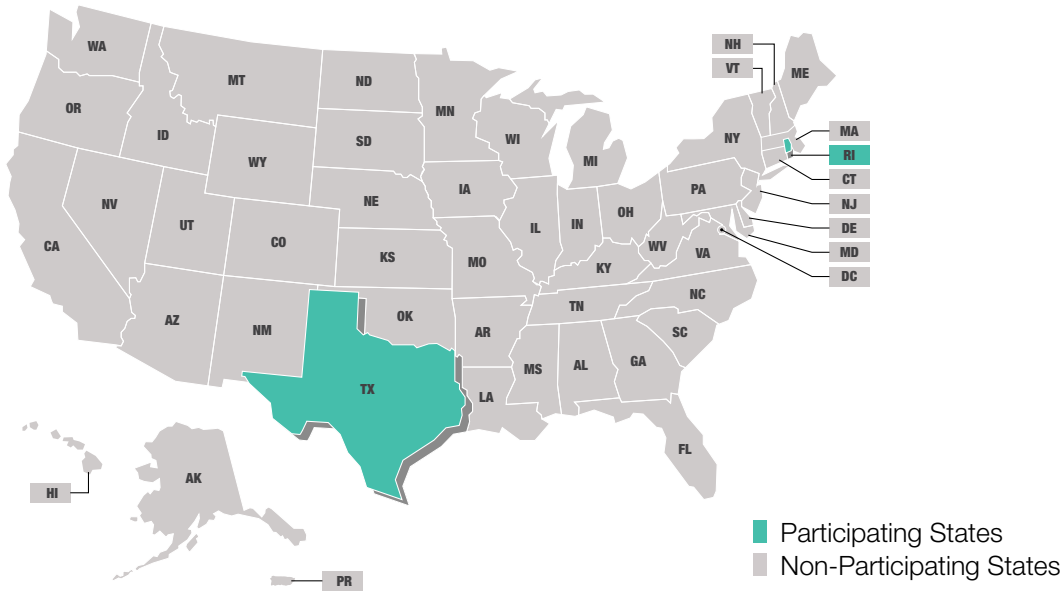 NH
VT
ME
WA
MT
ND
MN
OR
ID
SD
WI
MI
NY
MA
RI
CT
WY
NJ
NV
NE
IA
PA
DE
UT
CO
IL
IN
OH
MD
CA
KS
MO
WV
VA
DC
KY
AZ
NM
OK
AR
TN
NC
SC
TX
LA
MS
AL
GA
FL
AK
HI
PR
Participating States
Non-Participating States